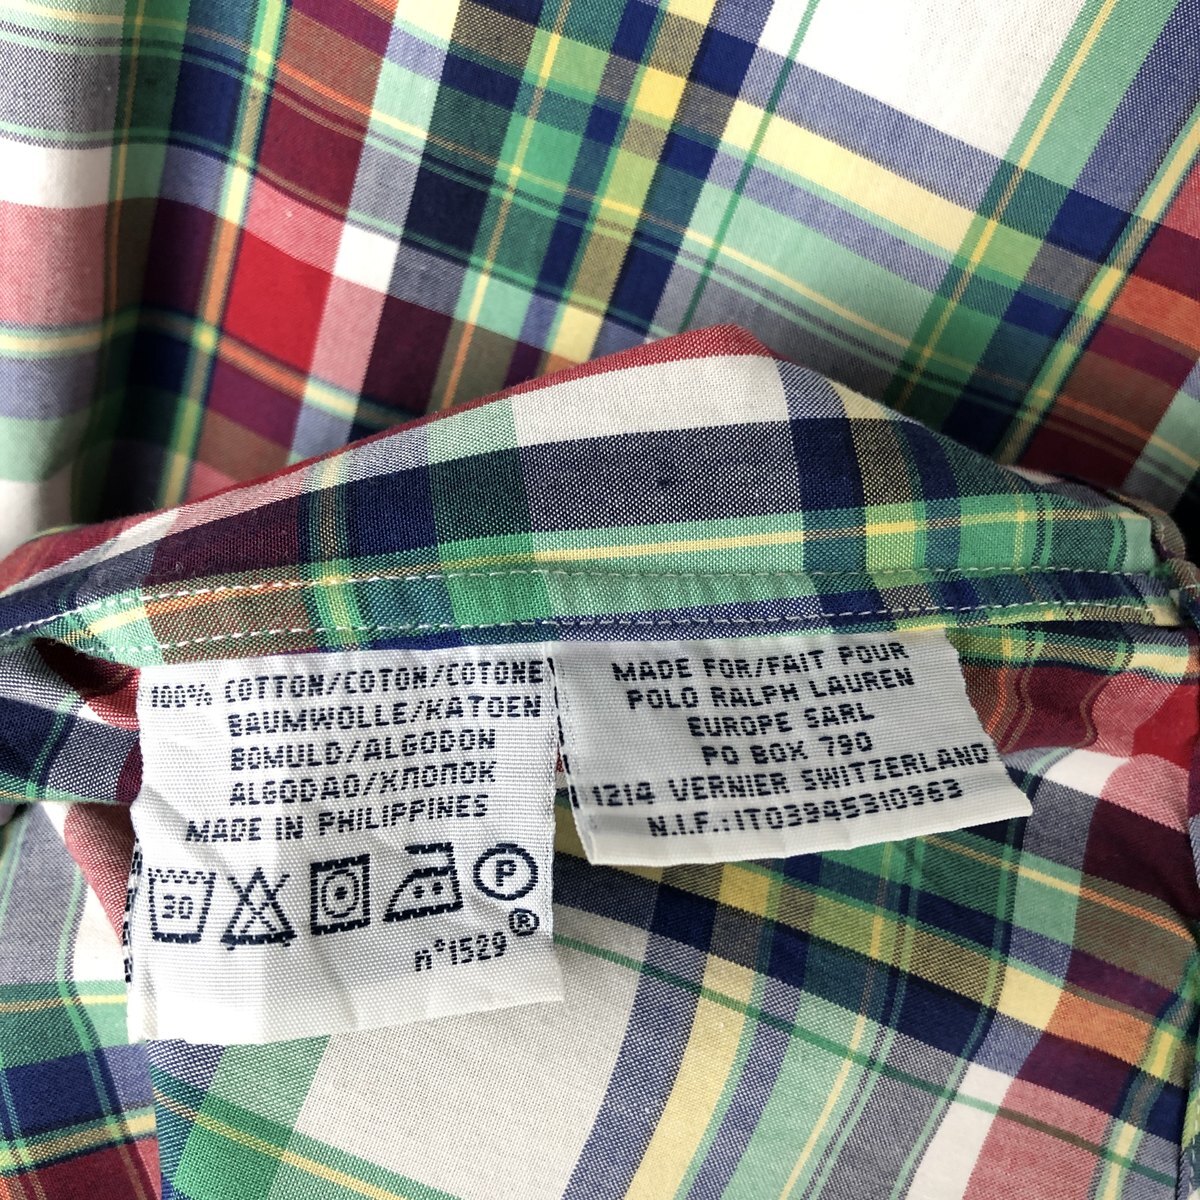 100% COTTON/COTON/COTONE
BAUMWOLLE/KATOEN
BOMULD/ALGODON
ALGODAO/ХЛОПОК
MADE IN PHILIPPINES
30
P
®
n°1529
MADE FOR/FAIT POUR
POLO RALPH LAUREN
EUROPE SARL
PO BOX 790
1214 VERNIER SWITZERLAND
N.I.F.:IT03945310963